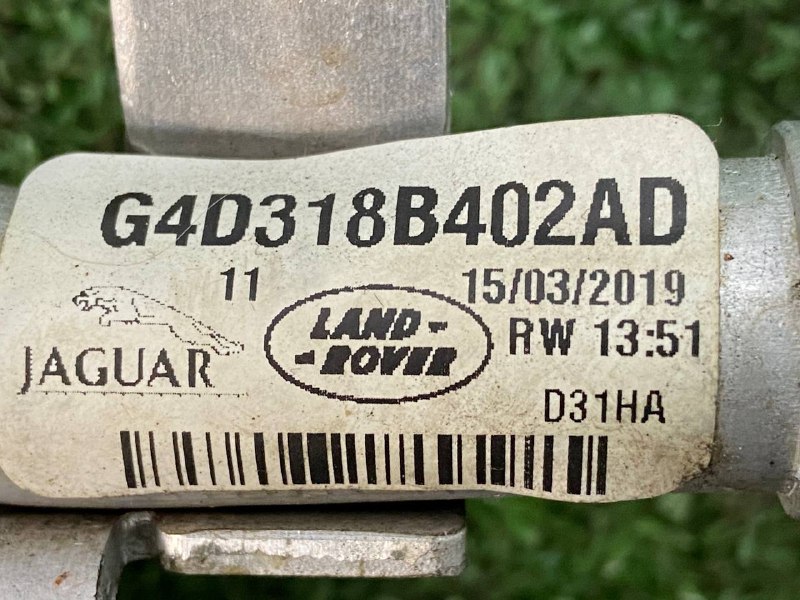 G4D318B402AD
11 15/03/2019
JAGUAR LAND-
-ROVER RW 13:51
D31HA